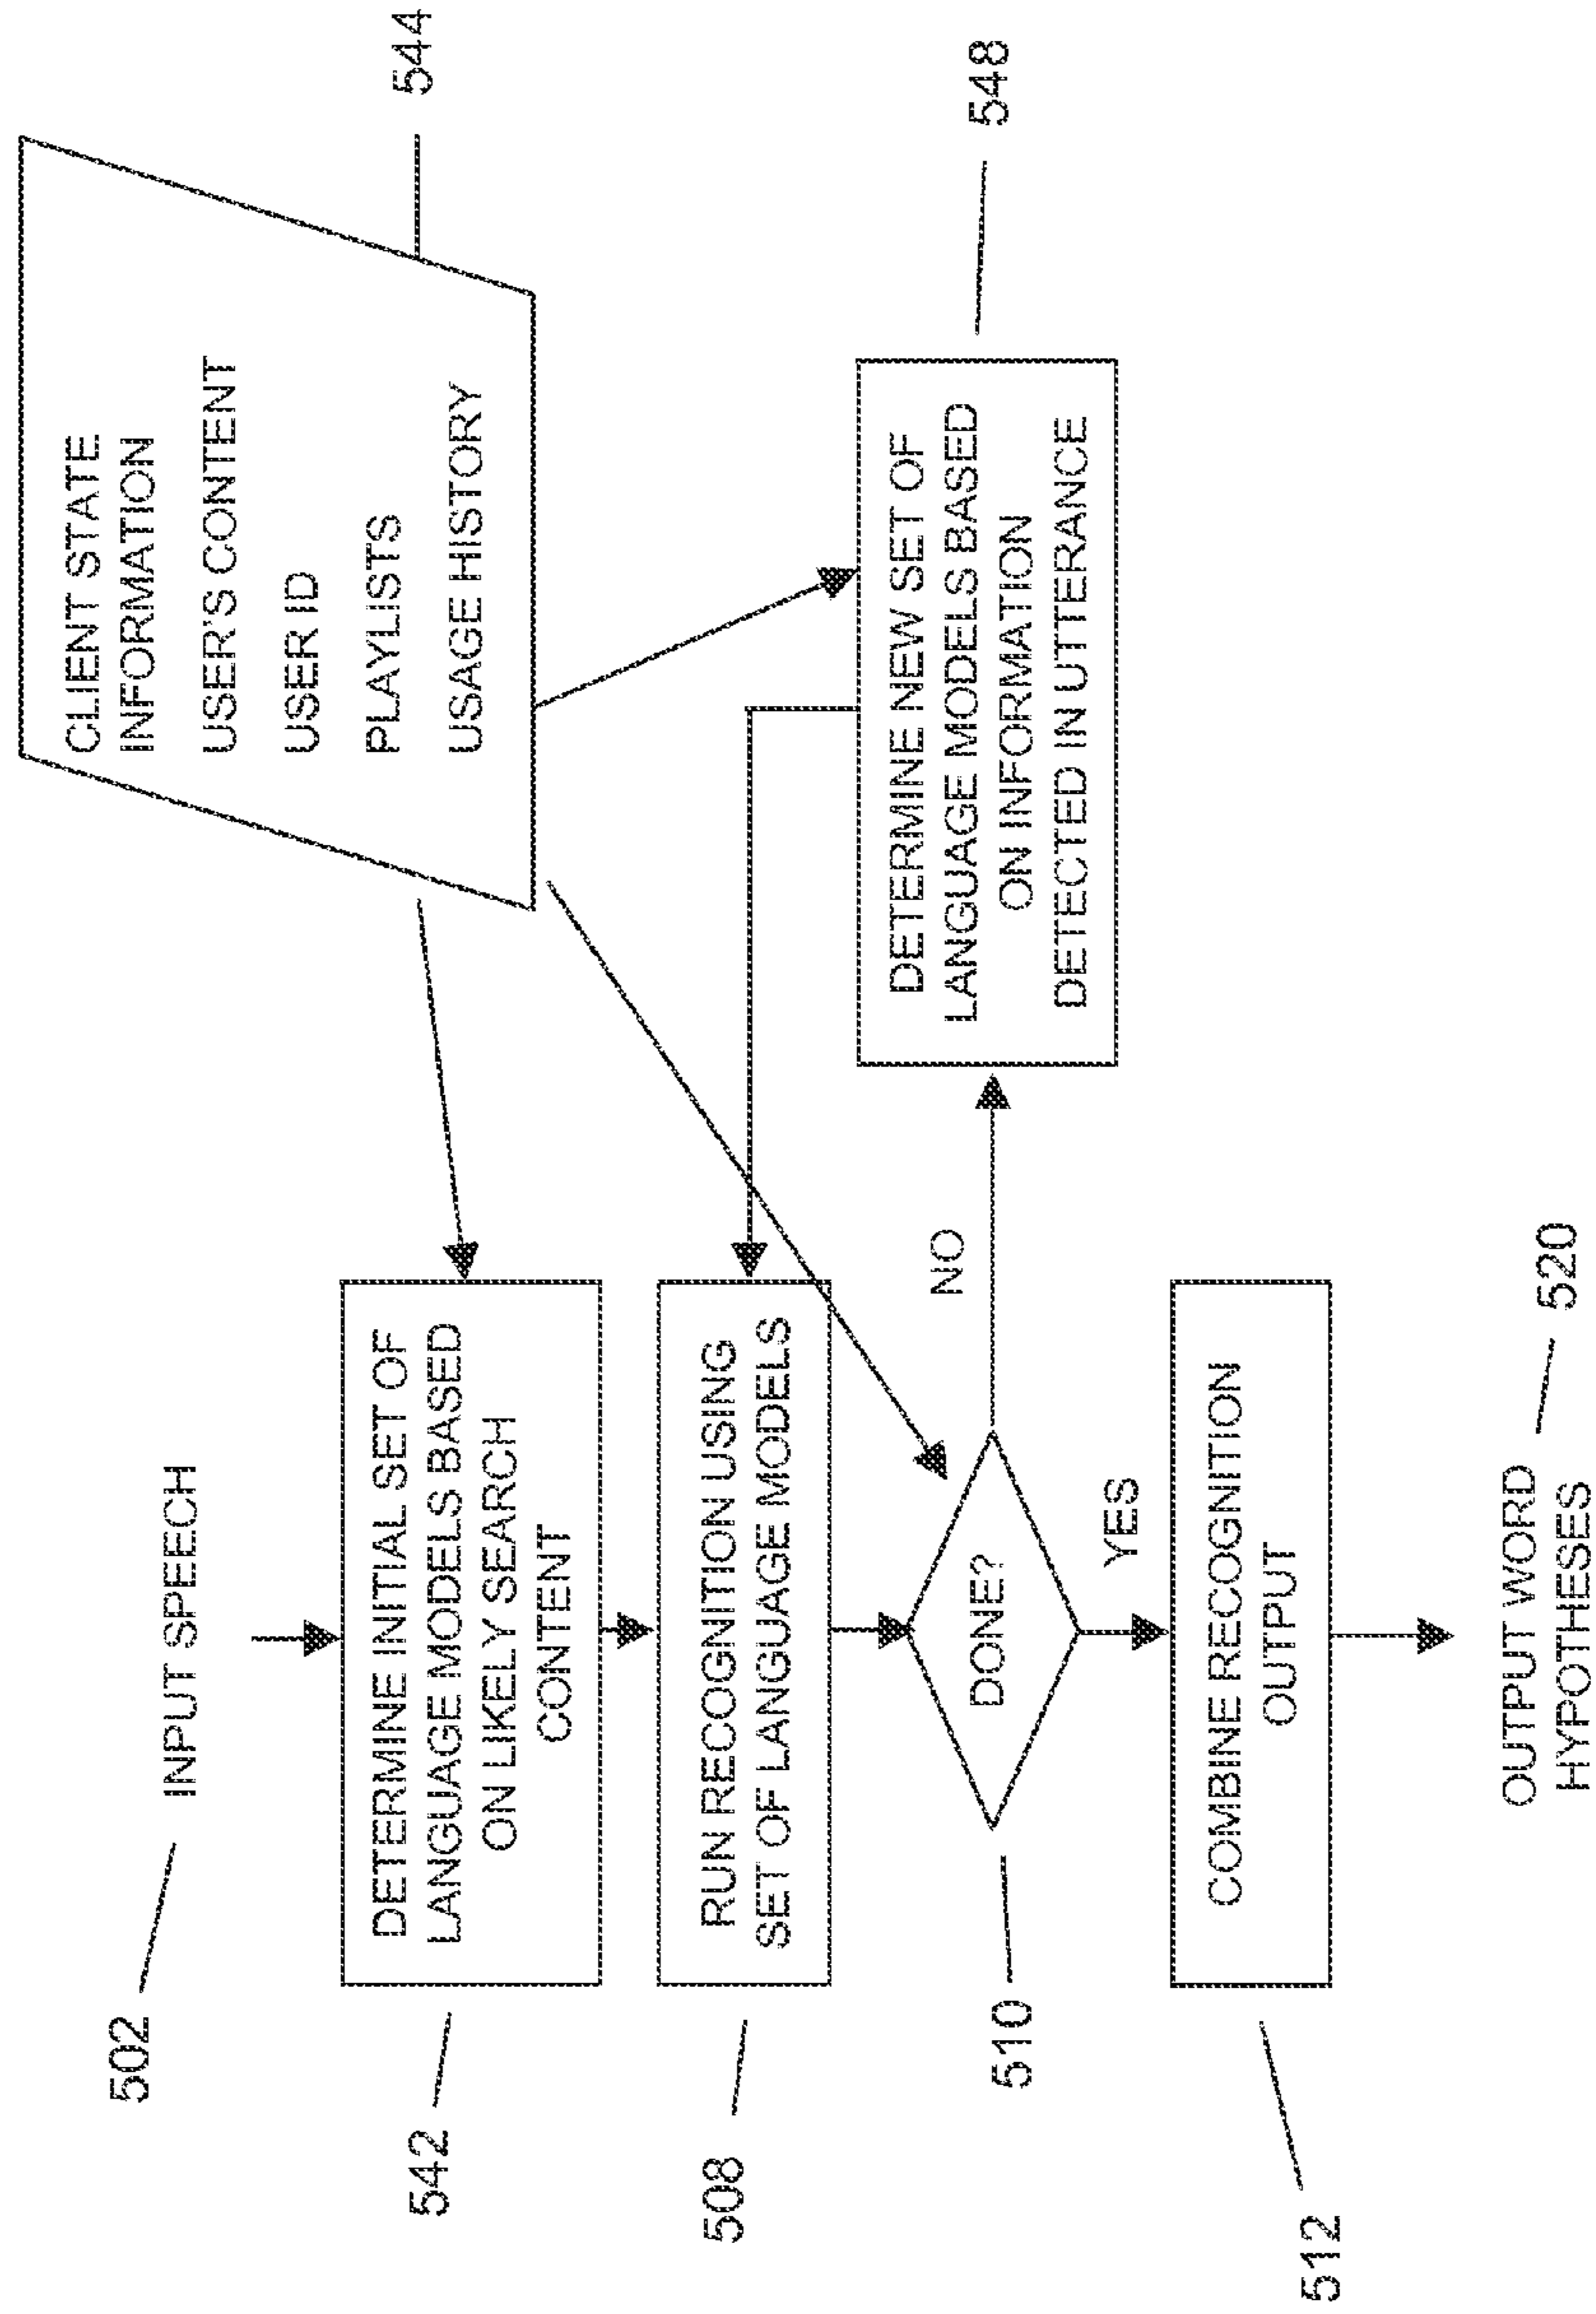 502
INPUT SPEECH
CLIENT STATE
INFORMATION
USER'S CONTENT
USER ID
PLAYLISTS
USAGE HISTORY
544
542
DETERMINE INITIAL SET OF
LANGUAGE MODELS BASED
ON LIKELY SEARCH
CONTENT
508
RUN RECOGNITION USING
SET OF LANGUAGE MODELS
510
DONE?
NO
DETERMINE NEW SET OF
LANGUAGE MODELS BASED
ON INFORMATION
DETECTED IN UTTERANCE
548
YES
512
COMBINE RECOGNITION
OUTPUT
OUTPUT WORD
HYPOTHESES
520